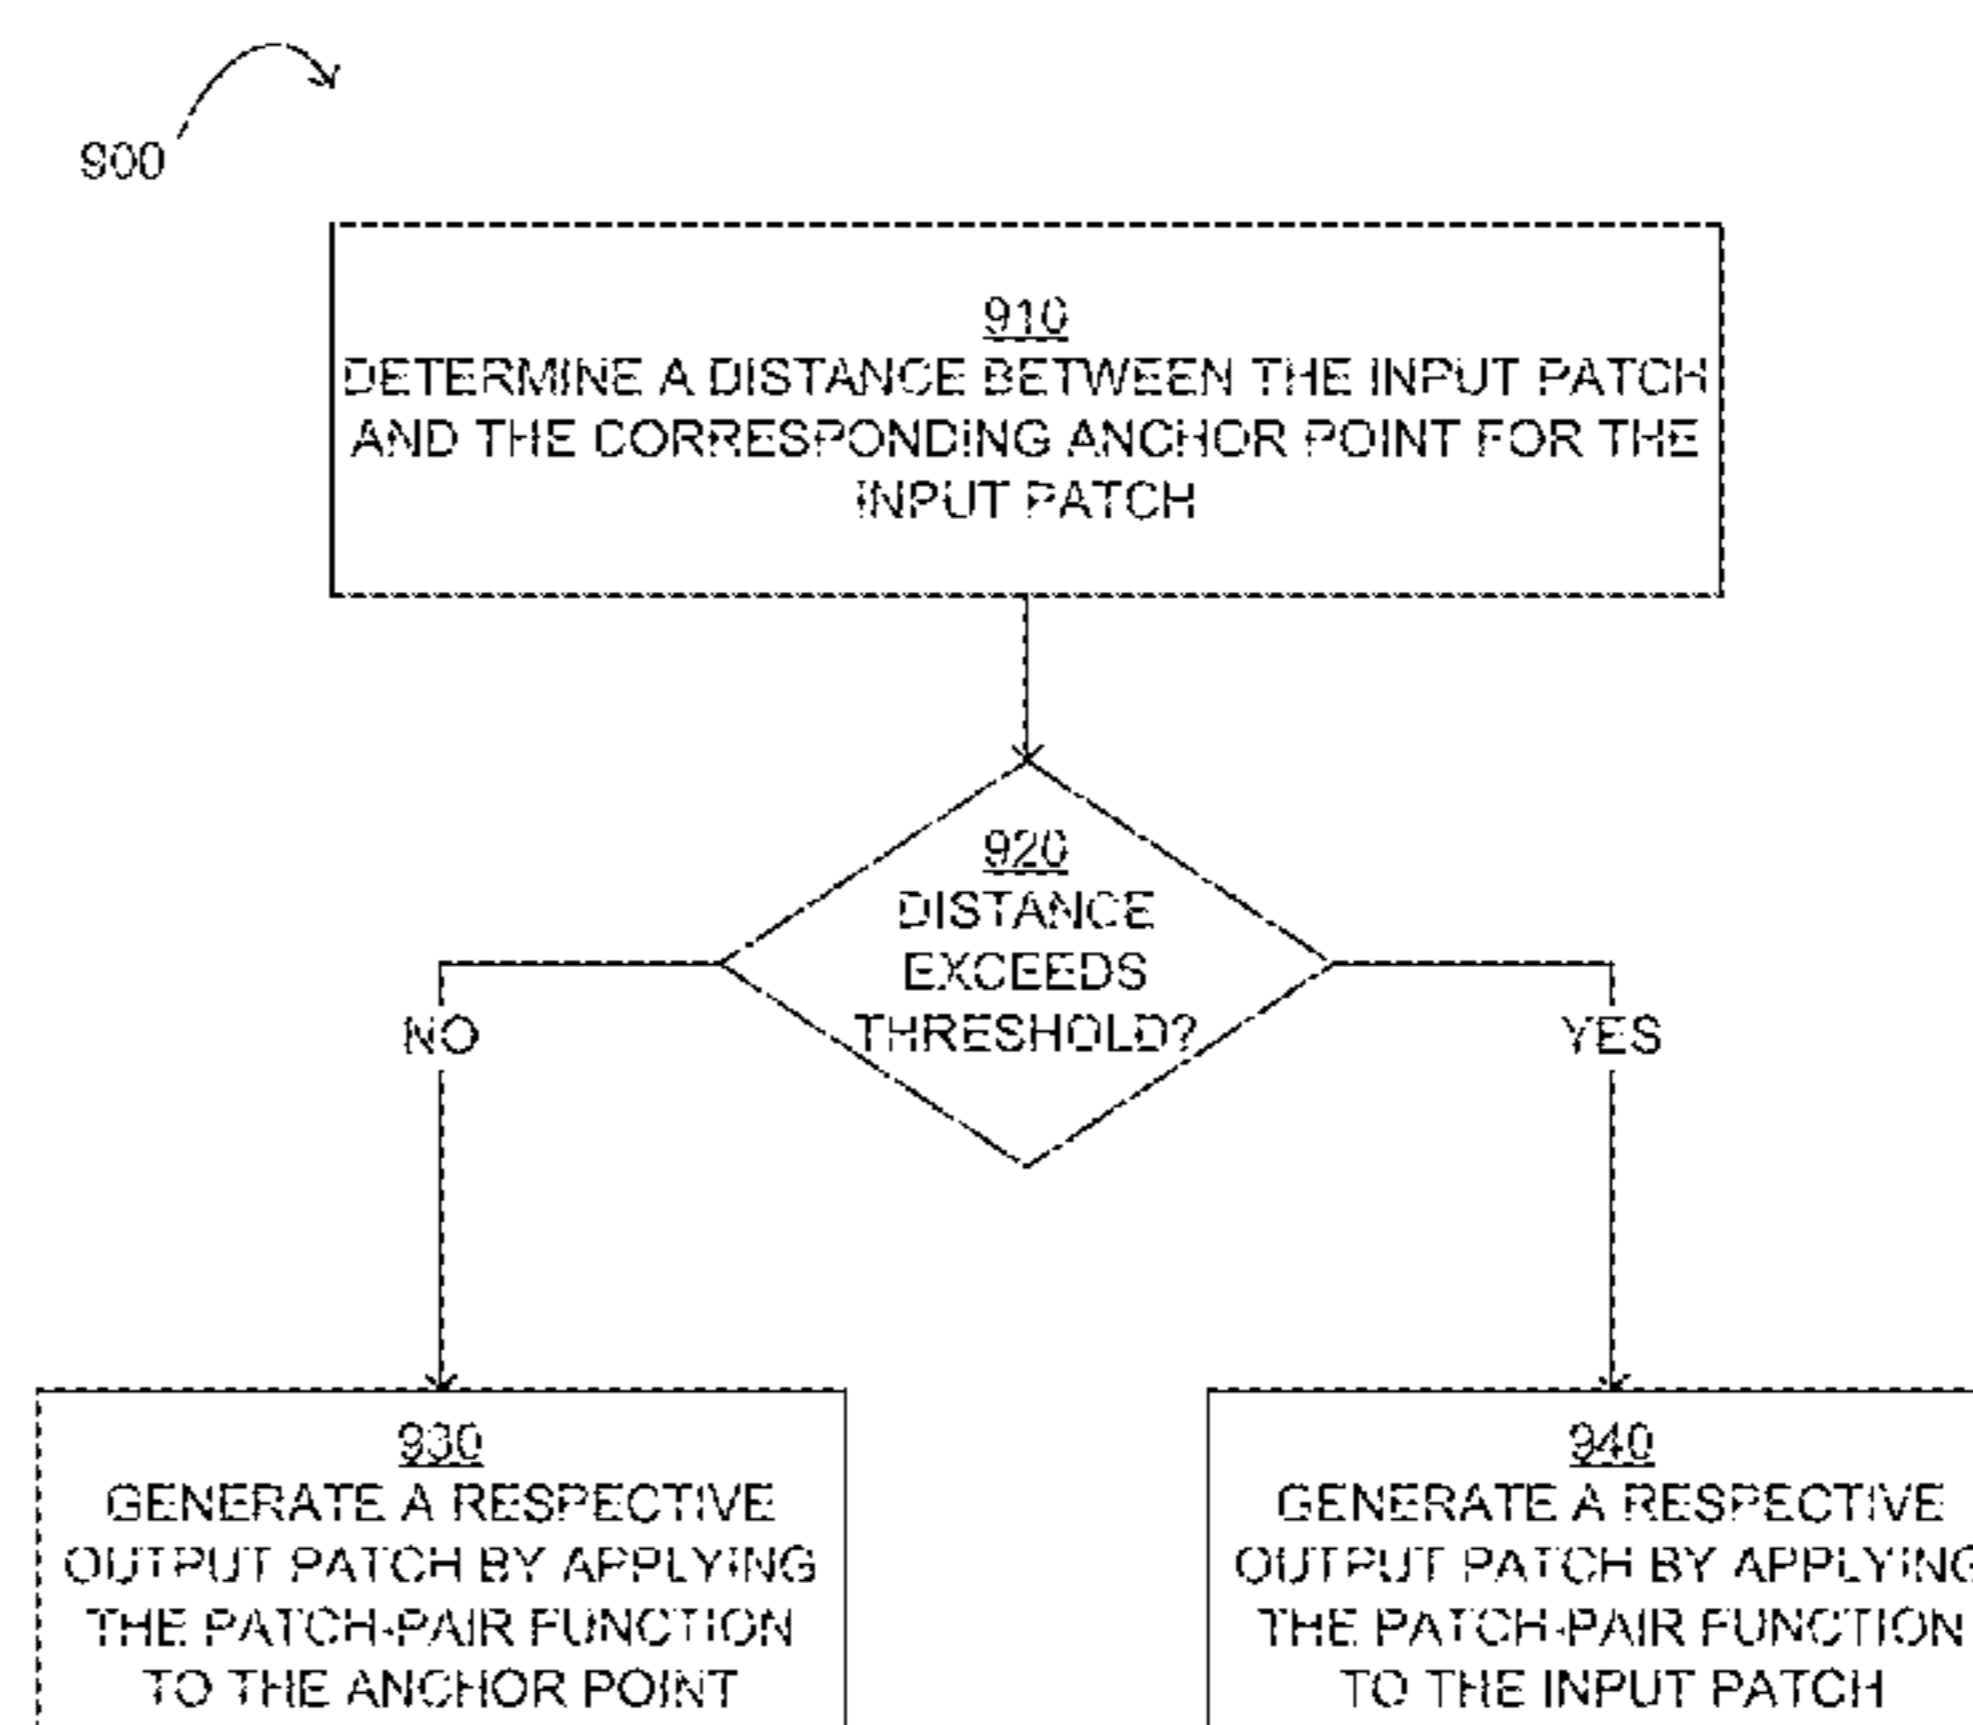 900
910
DETERMINE A DISTANCE BETWEEN THE INPUT PATCH
AND THE CORRESPONDING ANCHOR POINT FOR THE
INPUT PATCH
920
DISTANCE
EXCEEDS
THRESHOLD?
NO
YES
930
GENERATE A RESPECTIVE
OUTPUT PATCH BY APPLYING
THE PATCH-PAIR FUNCTION
TO THE ANCHOR POINT
940
GENERATE A RESPECTIVE
OUTPUT PATCH BY APPLYING
THE PATCH-PAIR FUNCTION
TO THE INPUT PATCH